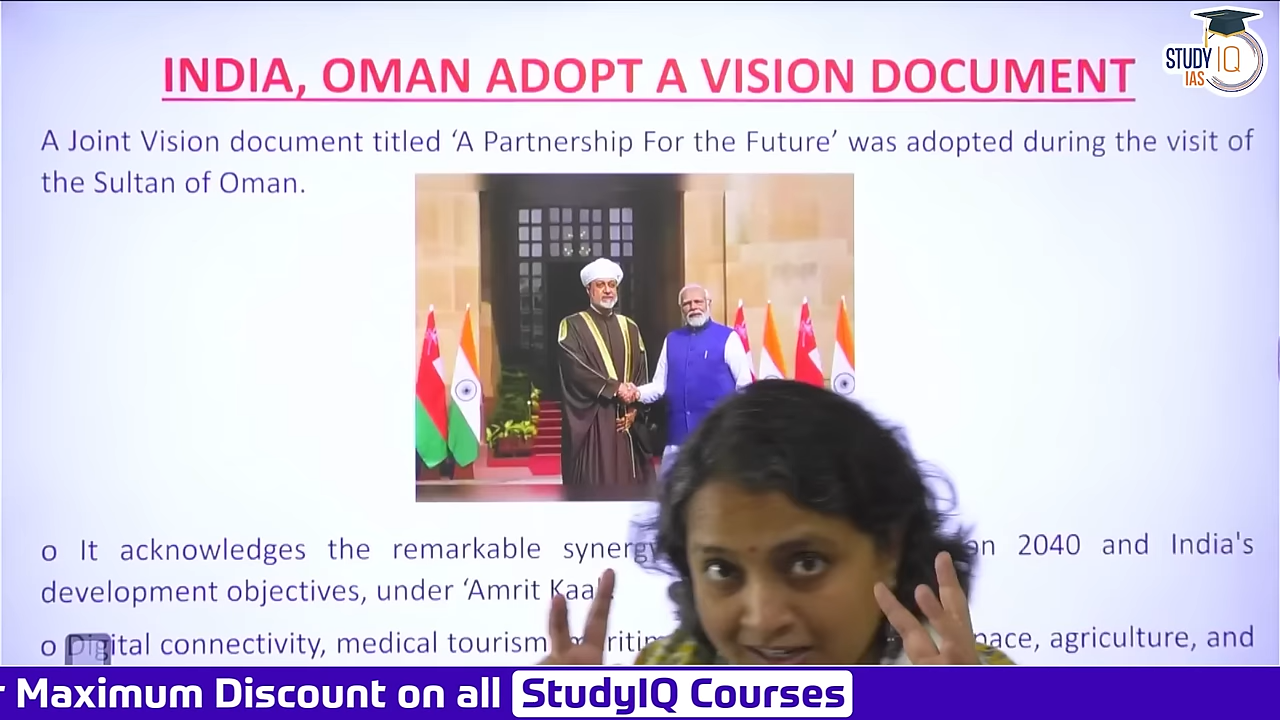 STUDY IQ
IAS
INDIA, OMAN ADOPT A VISION DOCUMENT
A Joint Vision document titled ‘A Partnership For the Future’ was adopted during the visit of
the Sultan of Oman.
o It acknowledges the remarkable synergy 2040 and India's
development objectives, under ‘Amrit Kaal
o Digital connectivity, medical tourism agriculture, and
Maximum Discount on all StudyIQ Courses